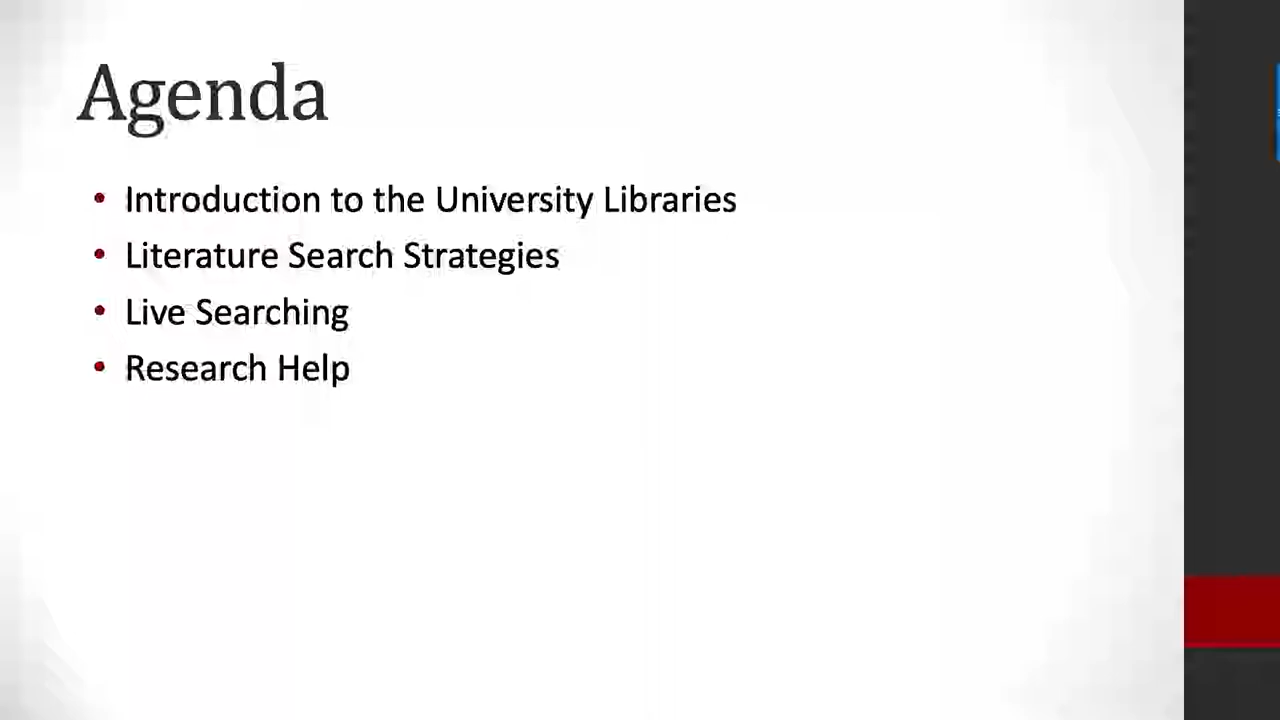 Agenda
• Introduction to the University Libraries
• Literature Search Strategies
• Live Searching
• Research Help